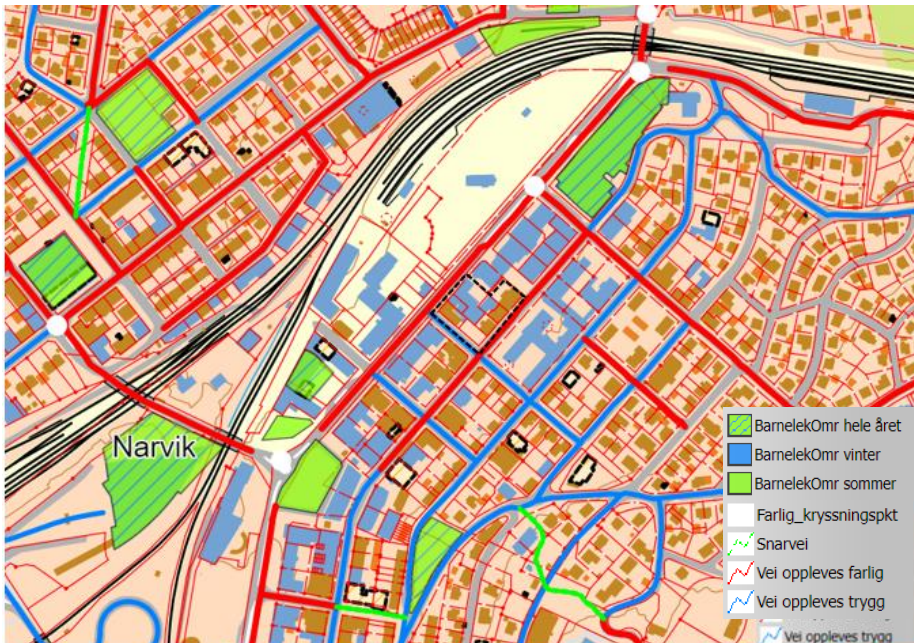 Narvik
BarnelekOmr hele året
BarnelekOmr vinter
BarnelekOmr sommer
Farlig_kryssningspkt
Snarvei
Vei oppleves farlig
Vei oppleves trygg
Vei oppleves trygg